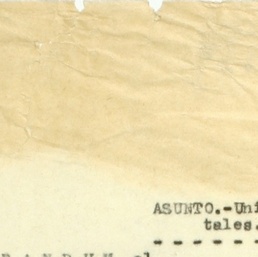 ASUNTO.-Uni
tales.
- - - - - - -